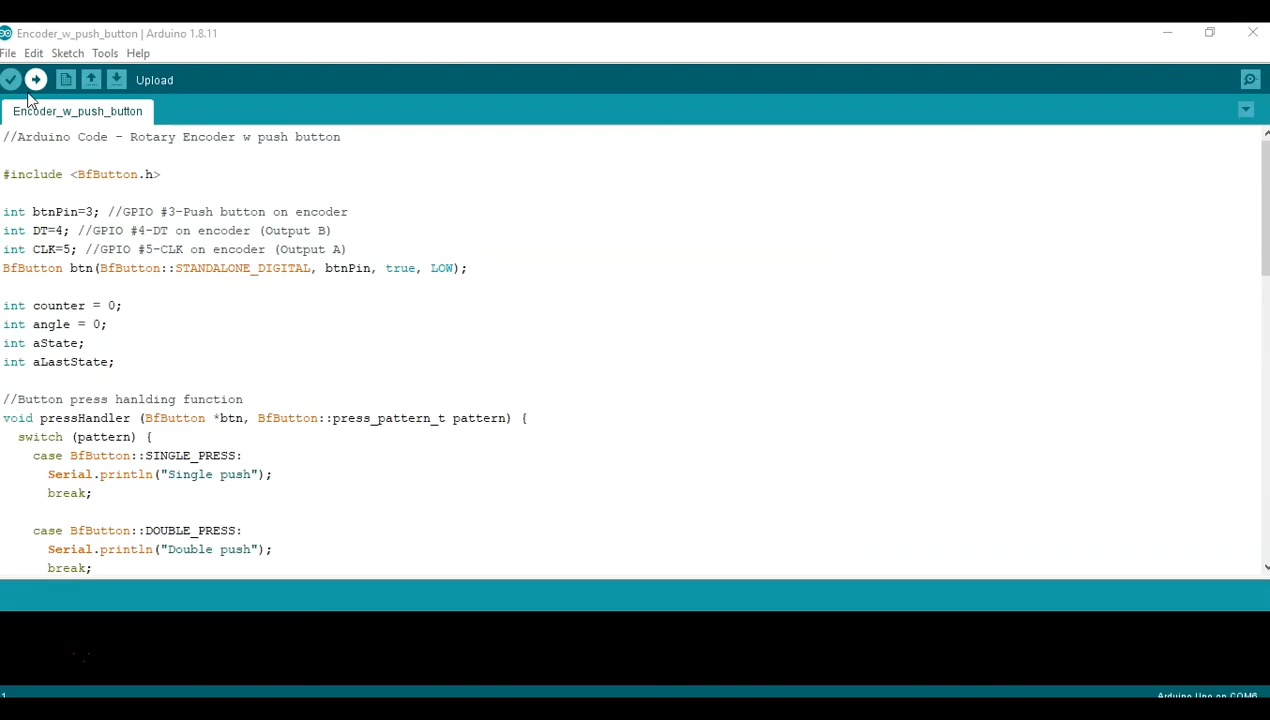 Encoder_w_push_button | Arduino 1.8.11
File Edit Sketch Tools Help
Upload
Encoder_w_push_button
//Arduino Code - Rotary Encoder w push button
#include <BfButton.h>
int btnPin=3; //GPIO #3-Push button on encoder
int DT=4; //GPIO #4-DT on encoder (Output B)
int CLK=5; //GPIO #5-CLK on encoder (Output A)
BfButton btn(BfButton::STANDALONE_DIGITAL, btnPin, true, LOW);
int counter = 0;
int angle = 0;
int aState;
int aLastState;
//Button press hanlding function
void pressHandler (BfButton *btn, BfButton::press_pattern_t pattern) {
switch (pattern) {
case BfButton::SINGLE_PRESS:
Serial.println("Single push");
break;
case BfButton::DOUBLE_PRESS:
Serial.println("Double push");
break;
1
Arduino Uno on COM6